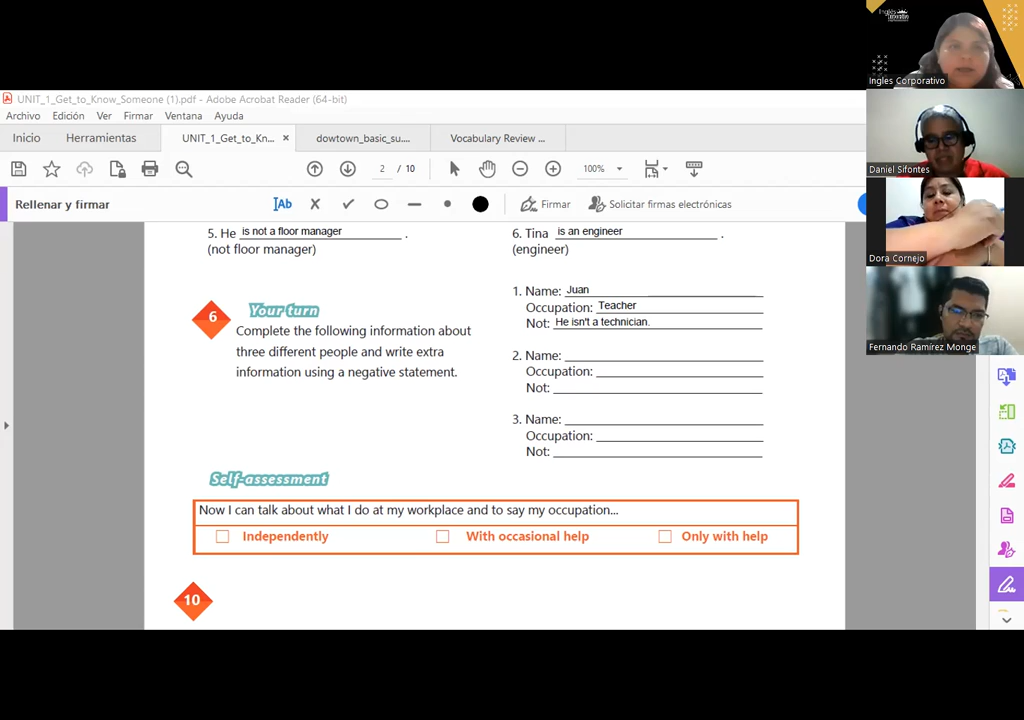 Inglés
Corporativo
Ingles Corporativo
UNIT_1_Get_to_Know_Someone (1).pdf - Adobe Acrobat Reader (64-bit)
Archivo Edición Ver Firmar Ventana Ayuda
Inicio Herramientas UNIT_1_Get_to_Kn... × dowtown_basic_su.... Vocabulary Review ...
2 / 10 100%
Daniel Sifontes
Rellenar y firmar Ab Firmar Solicitar firmas electrónicas
5. He is not a floor manager .
(not floor manager)
6. Tina is an engineer .
(engineer)
Dora Cornejo
6 Your turn
Complete the following information about
three different people and write extra
information using a negative statement.
1. Name: Juan
Occupation: Teacher
Not: He isn't a technician.
2. Name:
Occupation:
Not:
3. Name:
Occupation:
Not:
Fernando Ramírez Monge
Self-assessment
Now I can talk about what I do at my workplace and to say my occupation...
Independently With occasional help Only with help
10